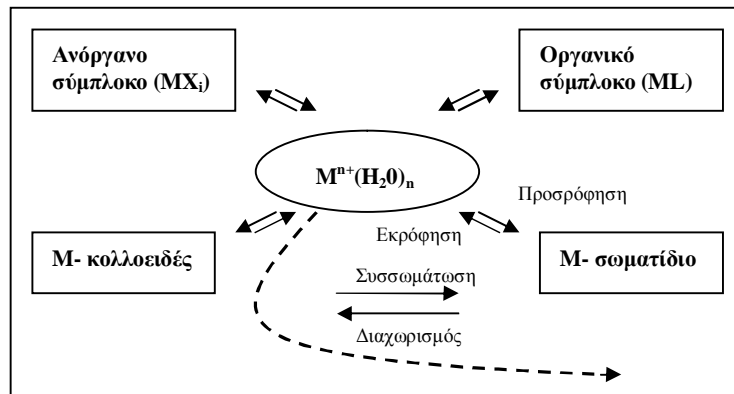 Ανόργανο
σύμπλοκο (MXi)
Οργανικό
σύμπλοκο (ML)
Mⁿ⁺(H₂0)ₙ
Προσρόφηση
Εκρόφηση
Μ- κολλοειδές
Μ- σωματίδιο
Συσσωμάτωση
Διαχωρισμός